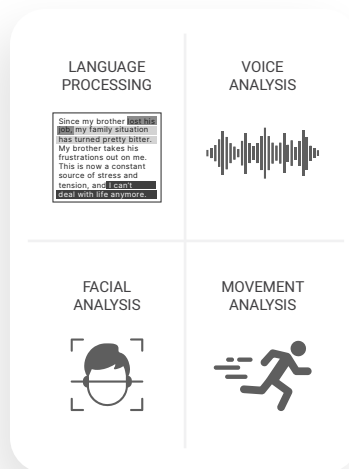 LANGUAGE
PROCESSING
Since my brother lost his
job, my family situation
has turned pretty bitter.
My brother takes his
frustrations out on me.
This is now a constant
source of stress and
tension, and I can't
deal with life anymore.
VOICE
ANALYSIS
FACIAL
ANALYSIS
MOVEMENT
ANALYSIS